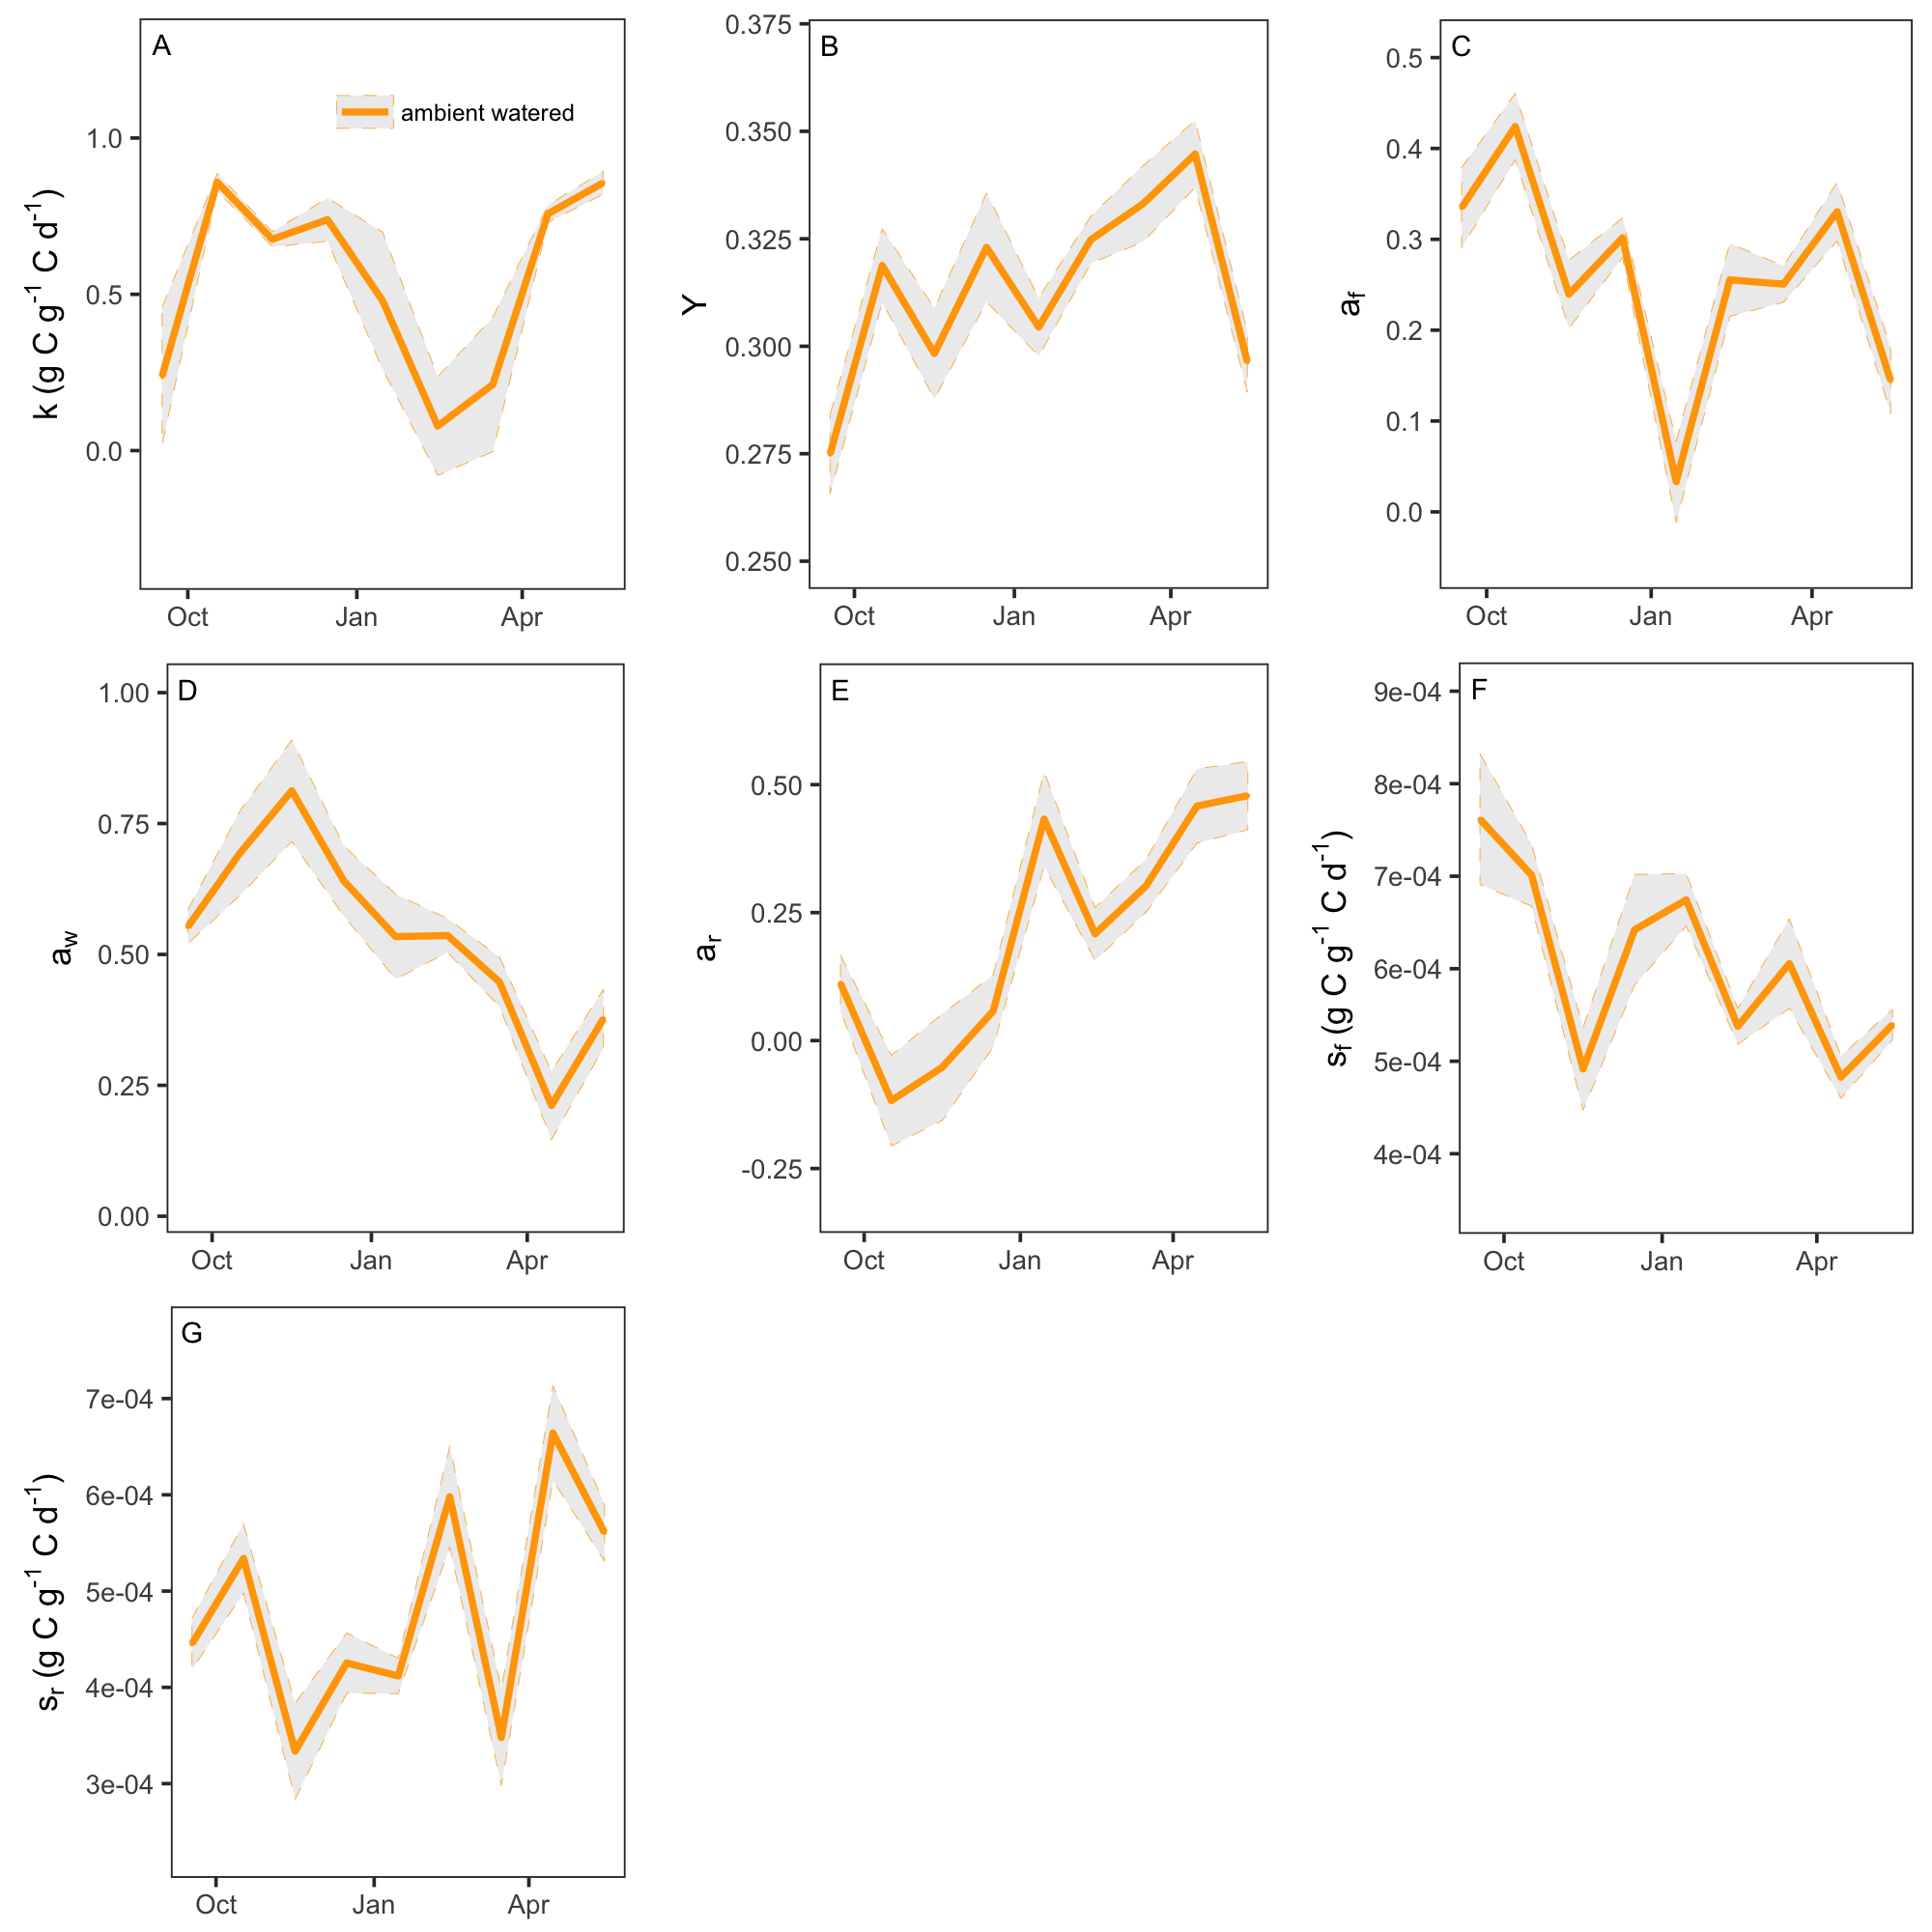 A
ambient watered
1.0
0.5
0.0
k (g C g⁻¹ C d⁻¹)
Oct Jan Apr
B
0.375
0.350
0.325
0.300
0.275
0.250
Y
Oct Jan Apr
C
0.5
0.4
0.3
0.2
0.1
0.0
a_f
Oct Jan Apr
D
1.00
0.75
0.50
0.25
0.00
a_w
Oct Jan Apr
E
0.50
0.25
0.00
-0.25
a_r
Oct Jan Apr
F
9e-04
8e-04
7e-04
6e-04
5e-04
4e-04
s_f (g C g⁻¹ C d⁻¹)
Oct Jan Apr
G
7e-04
6e-04
5e-04
4e-04
3e-04
s_r (g C g⁻¹ C d⁻¹)
Oct Jan Apr